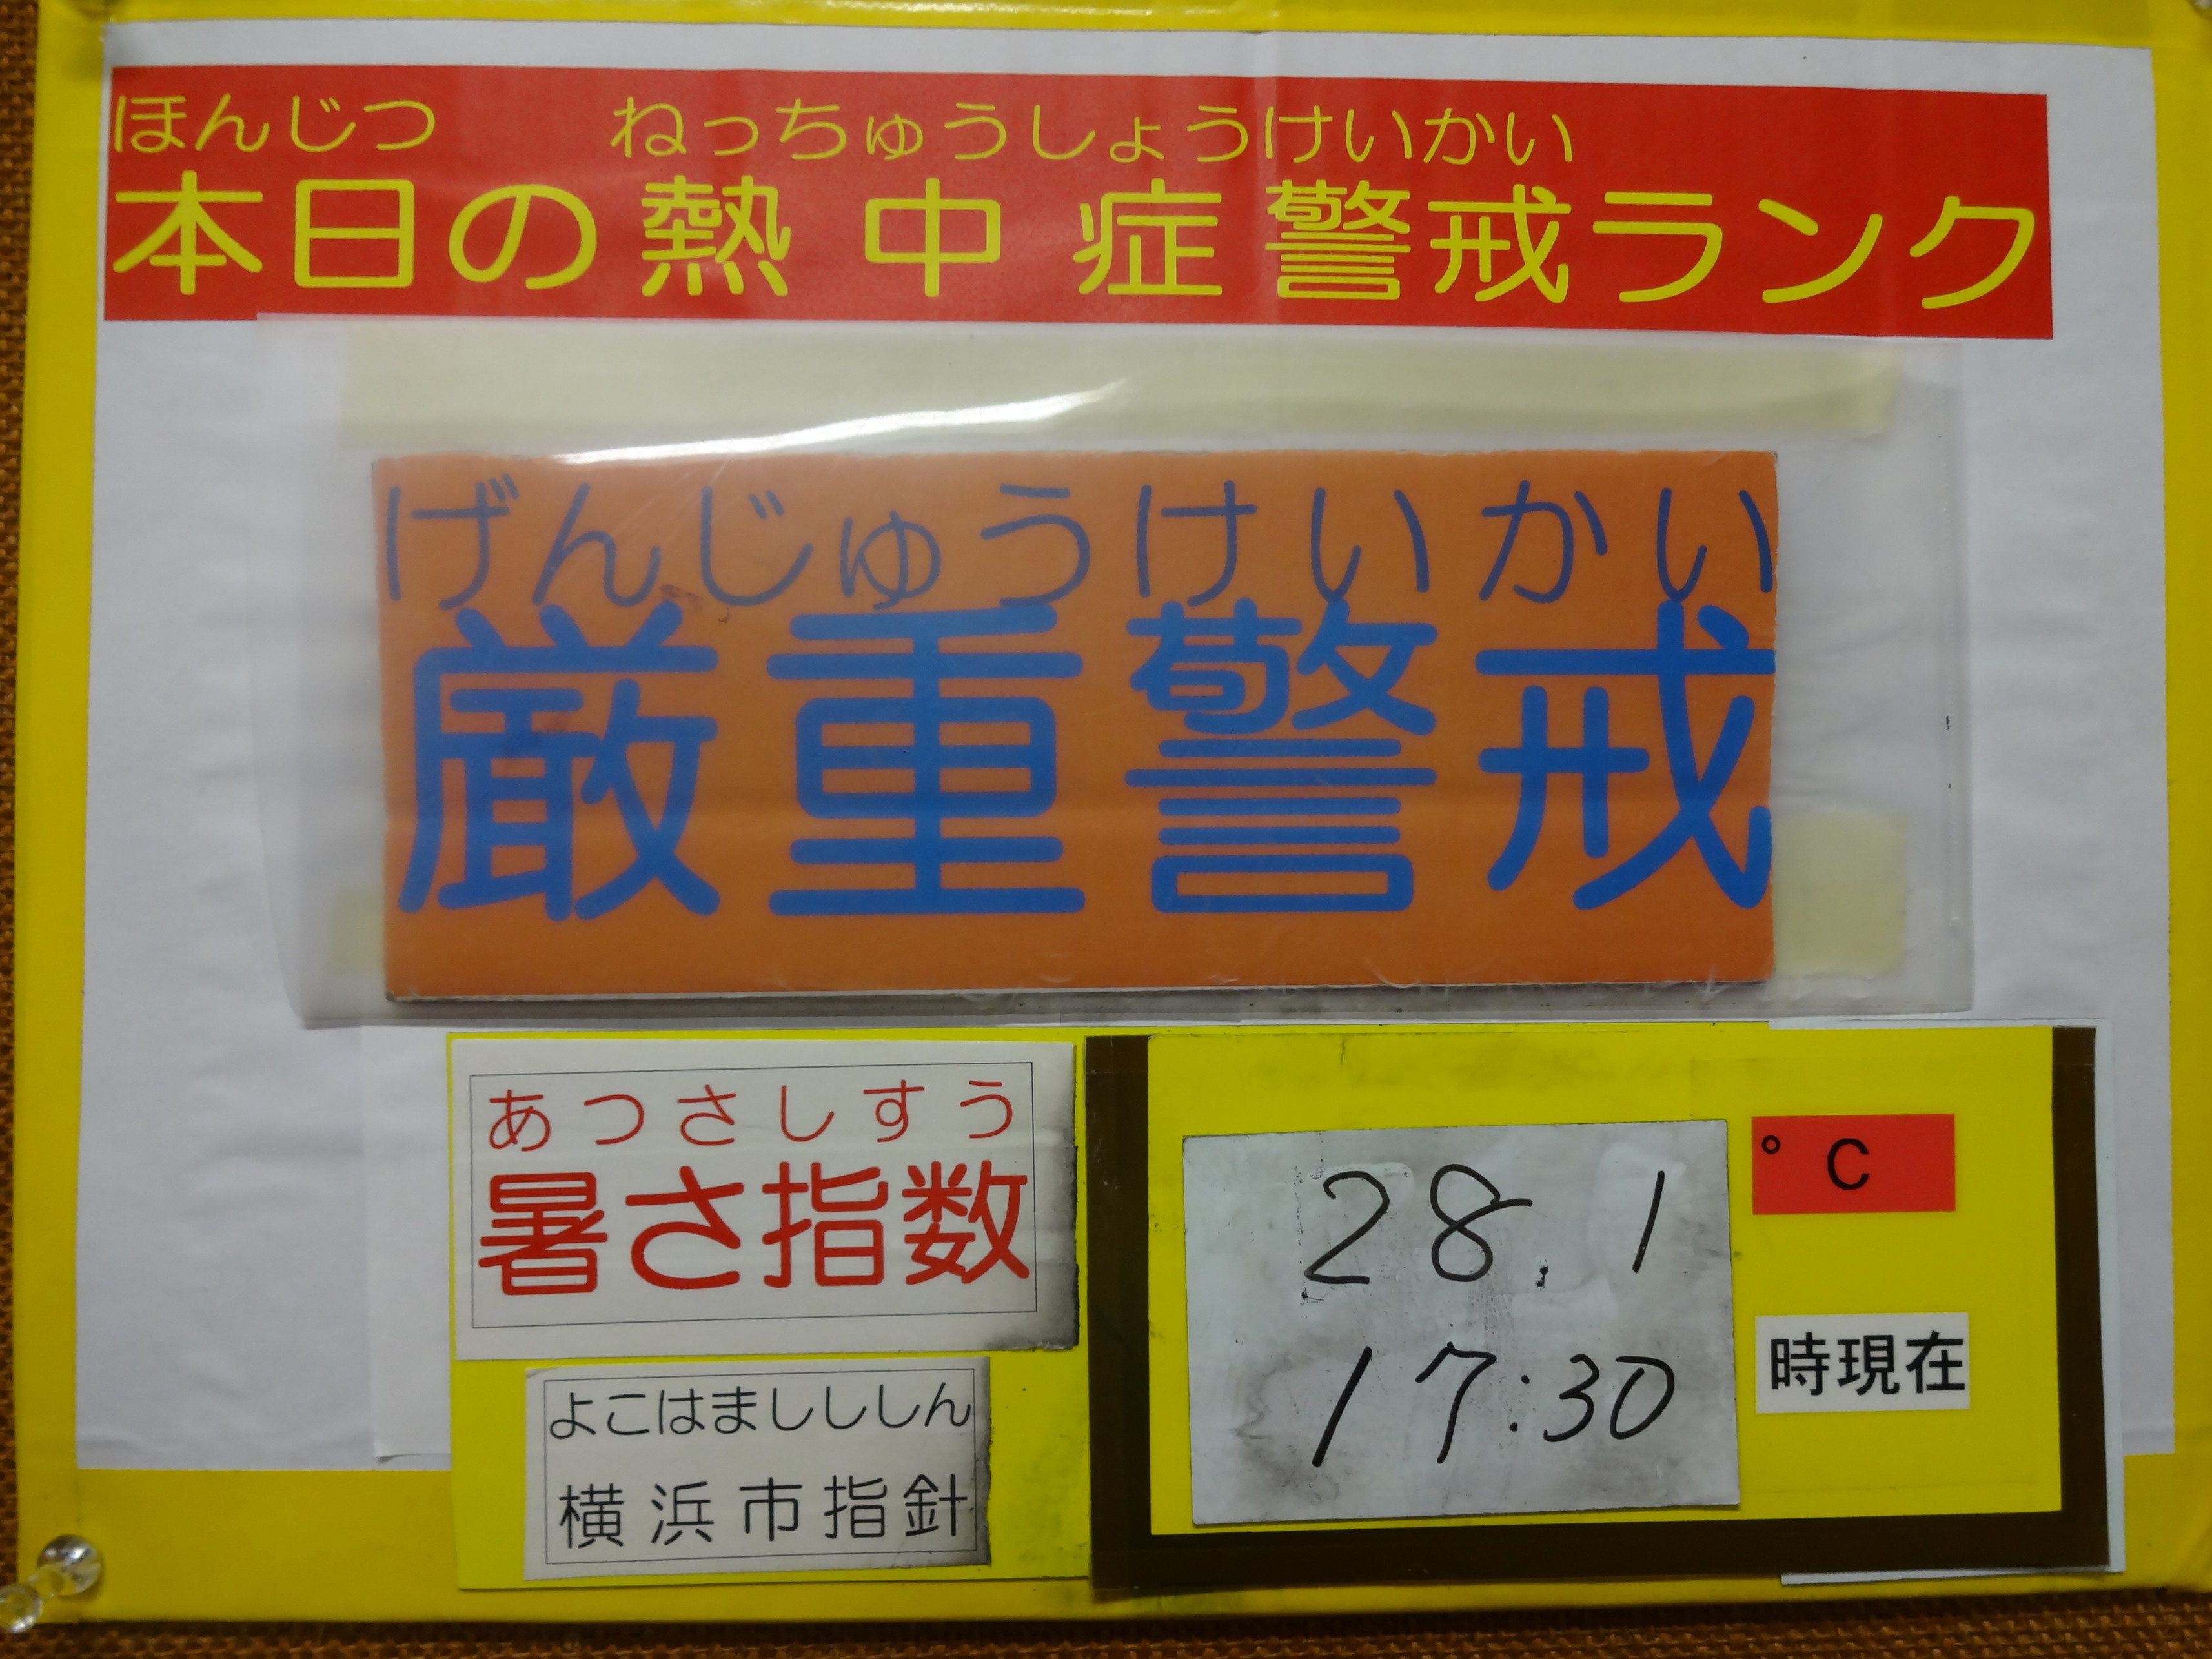 ほんじつ ねっちゅうしょうけいかい
本日の熱中症警戒ランク
げんじゅうけいかい
厳重警戒
あつさしすう
暑さ指数
よこはましししん
横浜市指針
28.1 °C
17:30 時現在